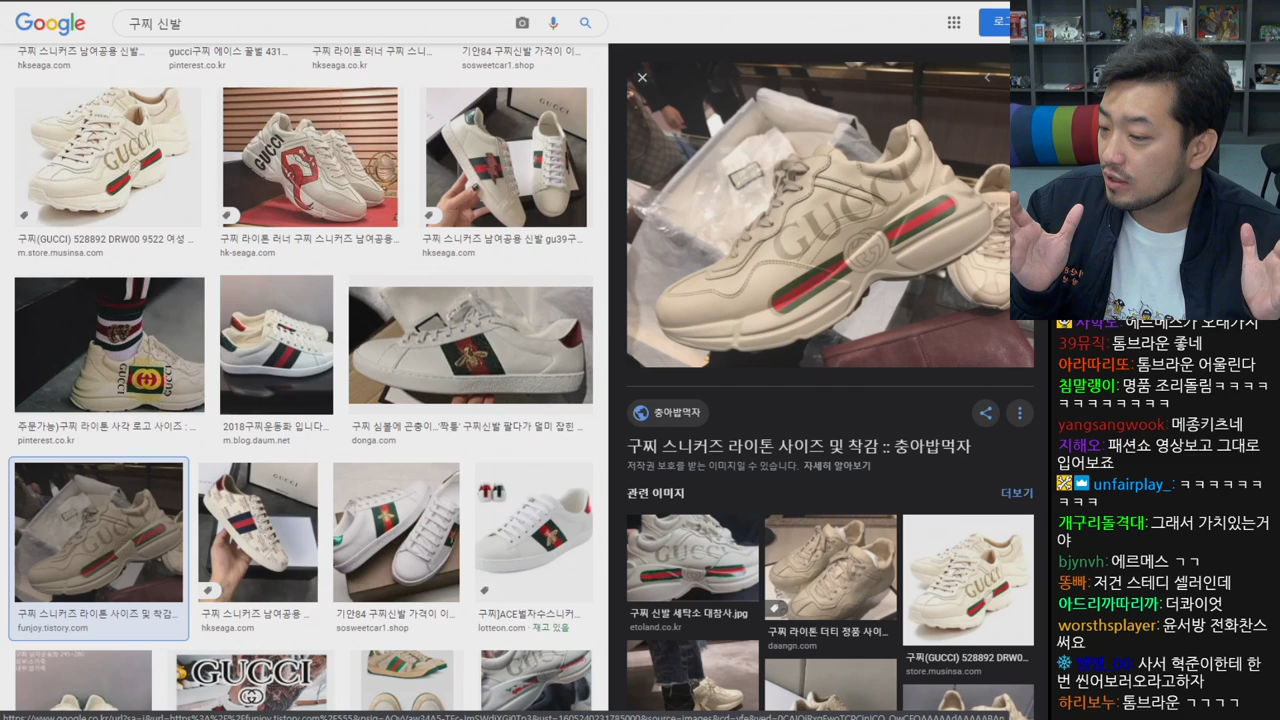 Google
구찌 신발
구찌 스니커즈 남여공용 신발...
gucci구찌 에이스 꿀벌 431...
구찌 라이톤 러너 구찌 스니...
기안84 구찌신발 가격이 이...
hkseaga.com
pinterest.co.kr
hkseaga.com
sosweetcar1.shop
구찌(GUCCI) 528892 DRW00 9522 여성 ...
m.store.musinsa.com
구찌 라이톤 러너 구찌 스니커즈 남여공용...
hk-seaga.com
구찌 스니커즈 남여공용 신발 gu39구...
hkseaga.com
주문가능)구찌 라이톤 사각 로고 사이즈 : ...
pinterest.co.kr
2018구찌운동화 입니다...
m.blog.daum.net
구찌 심볼에 곤충이..'짝퉁' 구찌신발 팔다가 덜미 잡힌 ...
donga.com
구찌 스니커즈 라이톤 사이즈 및 착감...
funjoy.tistory.com
구찌 스니커즈 남여공용 ...
hkseaga.com
기안84 구찌신발 가격이 이...
sosweetcar1.shop
구찌]ACE벌자수스니커...
lotteon.com · 재고 있음
GUCCI
충아밥먹자
구찌 스니커즈 라이톤 사이즈 및 착감 :: 충아밥먹자
저작권 보호를 받는 이미지일 수 있습니다. 자세히 알아보기
관련 이미지
더보기
구찌 신발 세탁소 대참사.jpg
etoland.co.kr
구찌 라이톤 더티 정품 사이...
daangn.com
구찌(GUCCI) 528892 DRW0...
store.musinsa.com
39뮤직: 톰브라운 좋네
아라따리또: 톰브라운 어울린다
침말랭이: 명품 조리돌림ㅋㅋㅋㅋ
ㅋㅋㅋㅋㅋㅋㅋㅋㅋ
yangsangwook: 메종키츠네
지해오: 패션쇼 영상보고 그대로
입어보죠
unfairplay_: ㅋㅋㅋㅋㅋㅋ
ㅋㅋㅋ
개구리돌격대: 그래서 가치있는거
야
bjynvh: 에르메스 ㄱㄱ
똥빠: 저건 스테디 셀러인데
아드리까따리까: 더콰이엇
worsthsplayer: 윤서방 전화찬스
써요
사서 혁준이한테 한
번 씬어보러오라고하자
하리보누: 톰브라운 ㄱㄱㄱㄱ